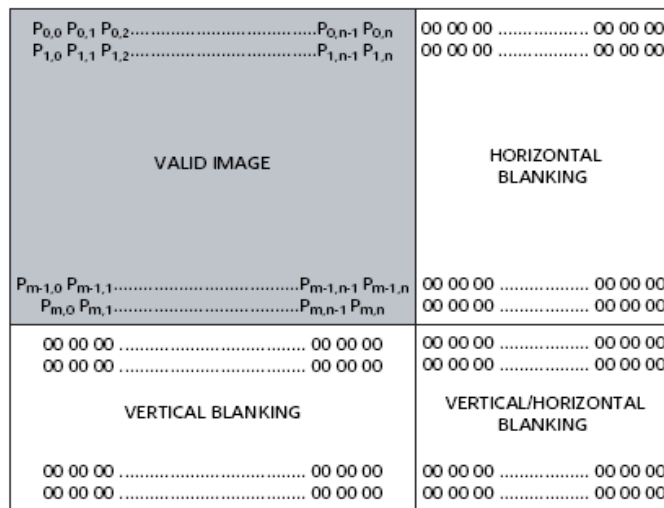 P0,0 P0,1 P0,2.....................................P0,n-1 P0,n
P1,0 P1,1 P1,2.....................................P1,n-1 P1,n
VALID IMAGE
Pm-1,0 Pm-1,1.....................................Pm-1,n-1 Pm-1,n
Pm,0 Pm,1.....................................Pm,n-1 Pm,n
00 00 00 .................. 00 00 00
00 00 00 .................. 00 00 00
HORIZONTAL
BLANKING
00 00 00 .................. 00 00 00
00 00 00 .................. 00 00 00
00 00 00 ..................................... 00 00 00
00 00 00 ..................................... 00 00 00
VERTICAL BLANKING
00 00 00 ..................................... 00 00 00
00 00 00 ..................................... 00 00 00
00 00 00 .................. 00 00 00
00 00 00 .................. 00 00 00
VERTICAL/HORIZONTAL
BLANKING
00 00 00 .................. 00 00 00
00 00 00 .................. 00 00 00